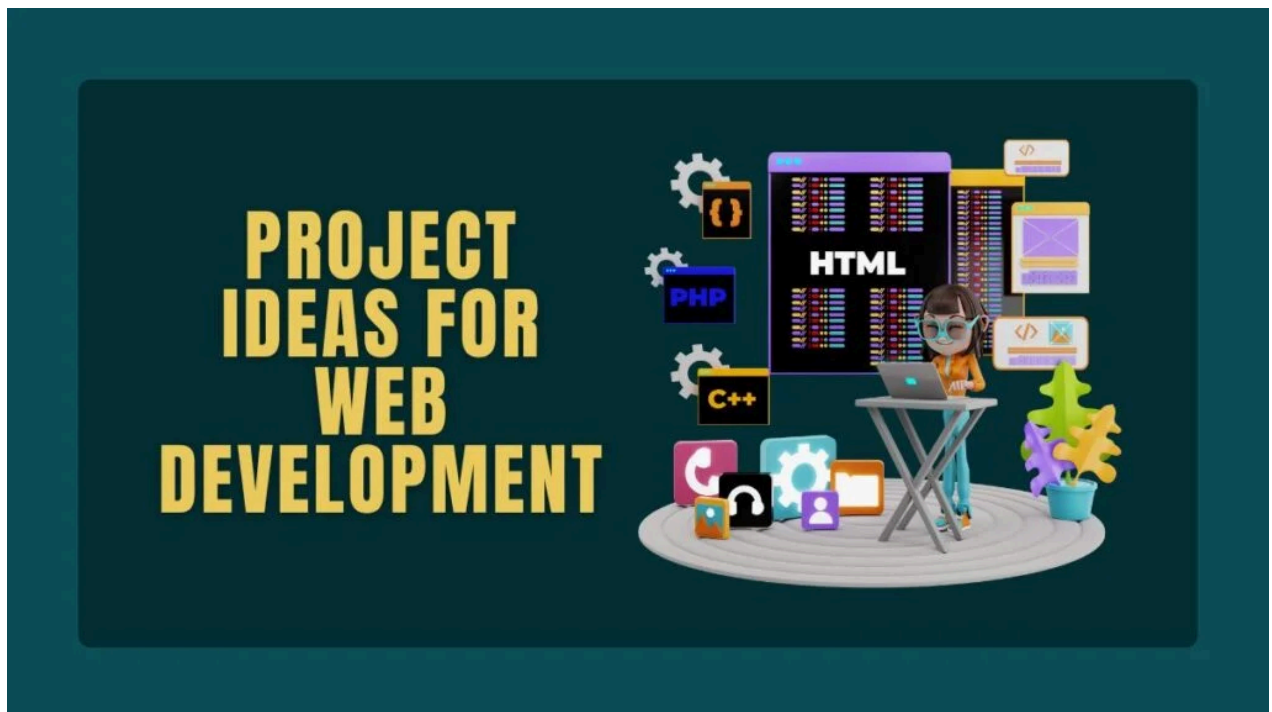 PROJECT
IDEAS FOR
WEB
DEVELOPMENT
{}
HTML
</>
PHP
</>
C++